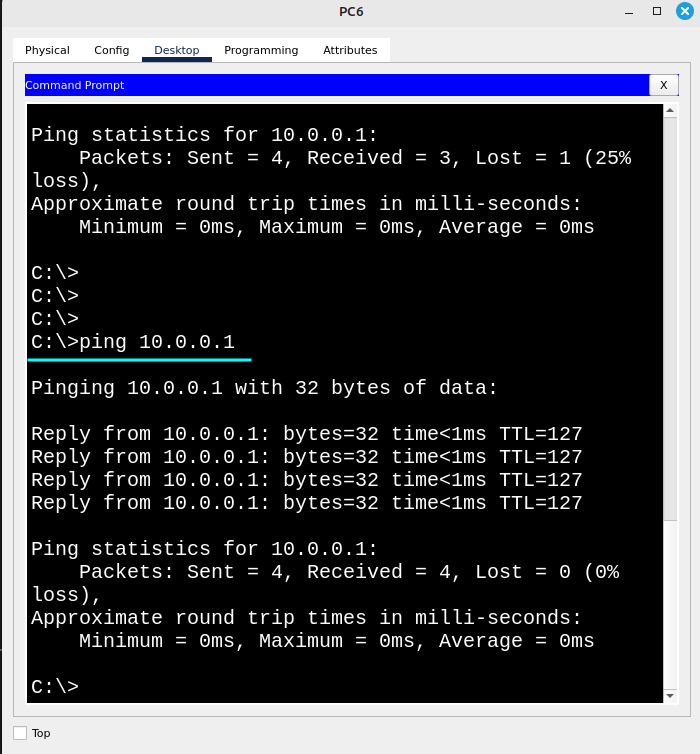 PC6
Physical Config Desktop Programming Attributes
Command Prompt X
Ping statistics for 10.0.0.1:
    Packets: Sent = 4, Received = 3, Lost = 1 (25%
loss),
Approximate round trip times in milli-seconds:
    Minimum = 0ms, Maximum = 0ms, Average = 0ms
C:\>
C:\>
C:\>
C:\>ping 10.0.0.1
Pinging 10.0.0.1 with 32 bytes of data:
Reply from 10.0.0.1: bytes=32 time<1ms TTL=127
Reply from 10.0.0.1: bytes=32 time<1ms TTL=127
Reply from 10.0.0.1: bytes=32 time<1ms TTL=127
Reply from 10.0.0.1: bytes=32 time<1ms TTL=127
Ping statistics for 10.0.0.1:
    Packets: Sent = 4, Received = 4, Lost = 0 (0%
loss),
Approximate round trip times in milli-seconds:
    Minimum = 0ms, Maximum = 0ms, Average = 0ms
C:\>
Top